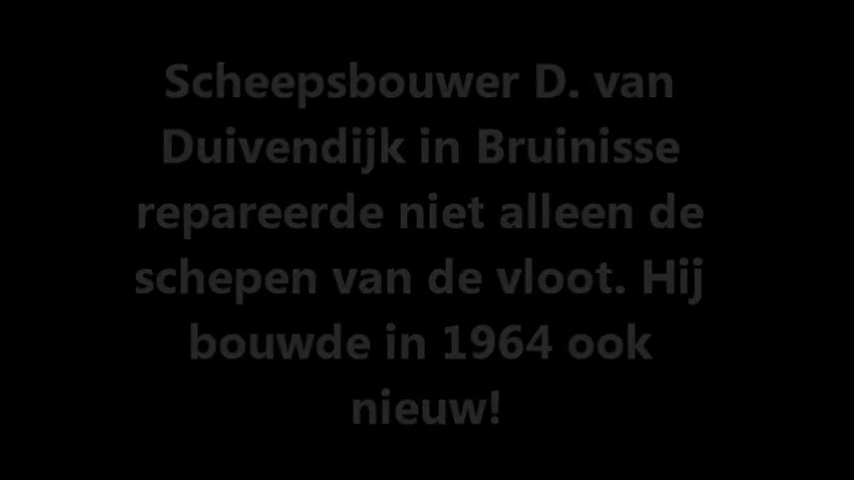 Scheepsbouwer D. van
Duivendijk in Bruinisse
repareerde niet alleen de
schepen van de vloot. Hij
bouwde in 1964 ook
nieuw!